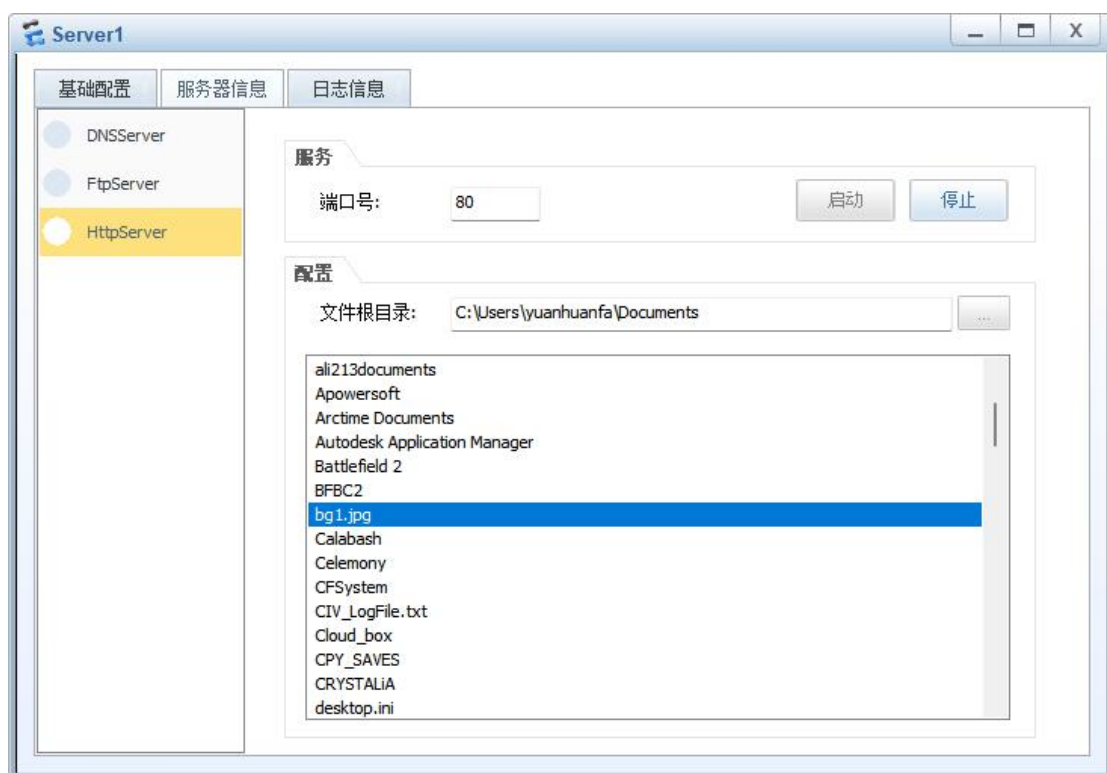 Server1
基础配置 服务器信息 日志信息
DNSServer
FtpServer
HttpServer
服务
端口号: 80 启动 停止
配置
文件根目录: C:\Users\yuanhuanfa\Documents ...
ali213documents
Apowersoft
Arctime Documents
Autodesk Application Manager
Battlefield 2
BFBC2
bg1.jpg
Calabash
Celemony
CFSystem
CIV_LogFile.txt
Cloud_box
CPY_SAVES
CRYSTALiA
desktop.ini